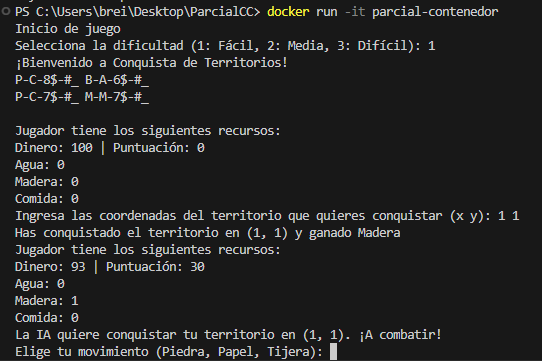 PS C:\Users\brei\Desktop\ParcialCC> docker run -it parcial-contenedor
Inicio de juego
Selecciona la dificultad (1: Fácil, 2: Media, 3: Difícil): 1
¡Bienvenido a Conquista de Territorios!
P-C-8$-#_ B-A-6$-#_
P-C-7$-#_ M-M-7$-#_
Jugador tiene los siguientes recursos:
Dinero: 100 | Puntuación: 0
Agua: 0
Madera: 0
Comida: 0
Ingresa las coordenadas del territorio que quieres conquistar (x y): 1 1
Has conquistado el territorio en (1, 1) y ganado Madera
Jugador tiene los siguientes recursos:
Dinero: 93 | Puntuación: 30
Agua: 0
Madera: 1
Comida: 0
La IA quiere conquistar tu territorio en (1, 1). ¡A combatir!
Elige tu movimiento (Piedra, Papel, Tijera):